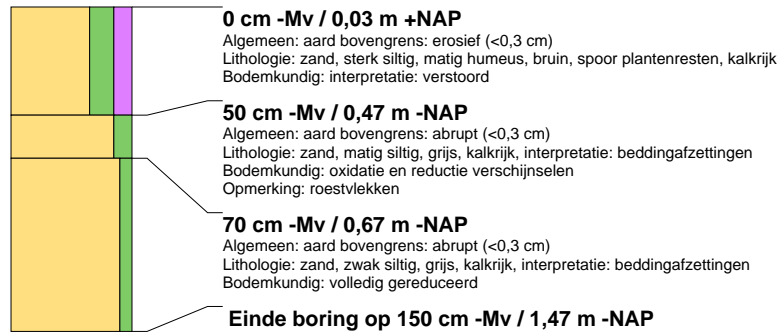 0 cm -Mv / 0,03 m +NAP
Algemeen: aard bovengrens: erosief (<0,3 cm)
Lithologie: zand, sterk siltig, matig humeus, bruin, spoor plantenresten, kalkrijk
Bodemkundig: interpretatie: verstoord
50 cm -Mv / 0,47 m -NAP
Algemeen: aard bovengrens: abrupt (<0,3 cm)
Lithologie: zand, matig siltig, grijs, kalkrijk, interpretatie: beddingafzettingen
Bodemkundig: oxidatie en reductie verschijnselen
Opmerking: roestvlekken
70 cm -Mv / 0,67 m -NAP
Algemeen: aard bovengrens: abrupt (<0,3 cm)
Lithologie: zand, zwak siltig, grijs, kalkrijk, interpretatie: beddingafzettingen
Bodemkundig: volledig gereduceerd
Einde boring op 150 cm -Mv / 1,47 m -NAP